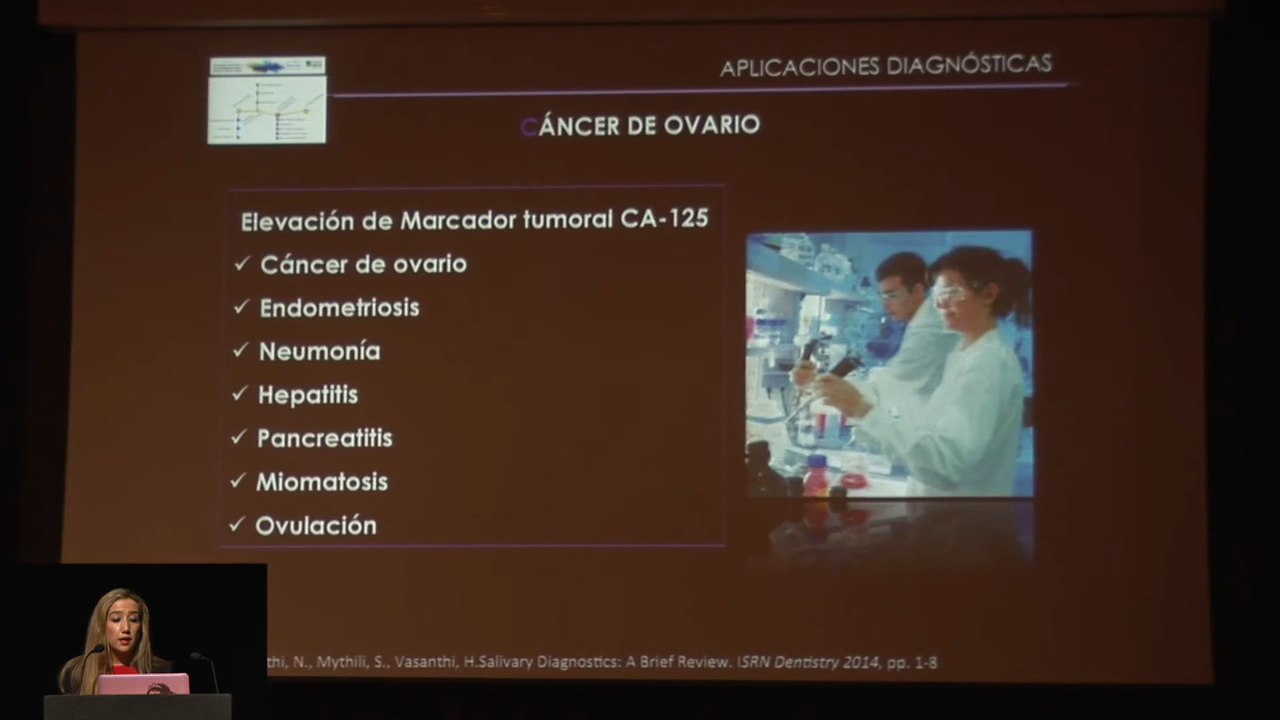 APLICACIONES DIAGNÓSTICAS
CÁNCER DE OVARIO
Elevación de Marcador tumoral CA-125
✓ Cáncer de ovario
✓ Endometriosis
✓ Neumonía
✓ Hepatitis
✓ Pancreatitis
✓ Miomatosis
✓ Ovulación
thi, N., Mythili, S., Vasanthi, H.Salivary Diagnostics: A Brief Review. ISRN Dentistry 2014, pp. 1-8